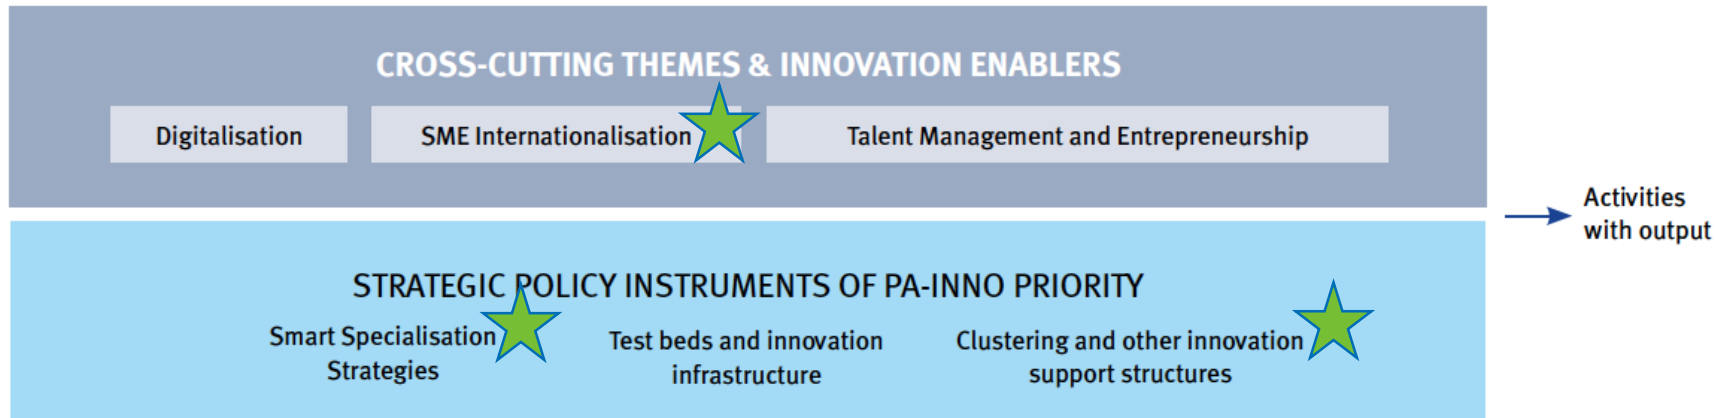 CROSS-CUTTING THEMES & INNOVATION ENABLERS
Digitalisation
SME Internationalisation
Talent Management and Entrepreneurship
Activities
with output
STRATEGIC POLICY INSTRUMENTS OF PA-INNO PRIORITY
Smart Specialisation
Strategies
Test beds and innovation
infrastructure
Clustering and other innovation
support structures